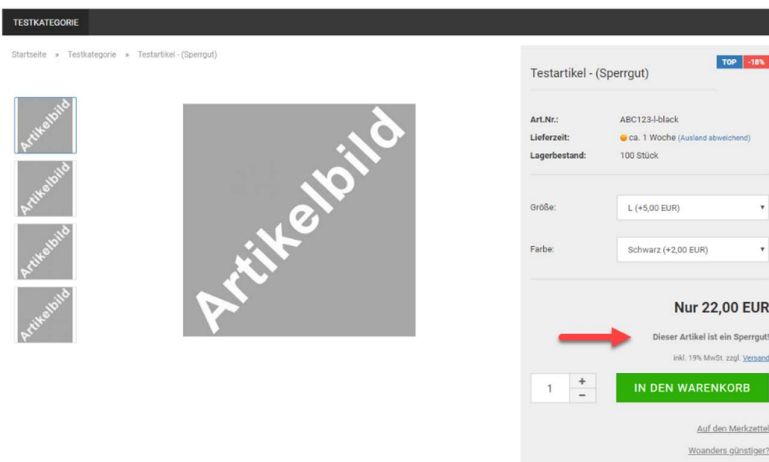 TESTKATEGORIE
Startseite » Testkategorie » Testartikel - (Sperrgut)
TOP -18%
Testartikel - (Sperrgut)
Artikelbild
Artikelbild
Artikelbild
Artikelbild
Artikelbild
Art.Nr.: ABC123-l-black
Lieferzeit: ca. 1 Woche (Ausland abweichend)
Lagerbestand: 100 Stück
Größe: L (+5,00 EUR)
Farbe: Schwarz (+2,00 EUR)
Nur 22,00 EUR
Dieser Artikel ist ein Sperrgut!
inkl. 19% MwSt. zzgl. Versand
1 + −
IN DEN WARENKORB
Auf den Merkzettel
Woanders günstiger?